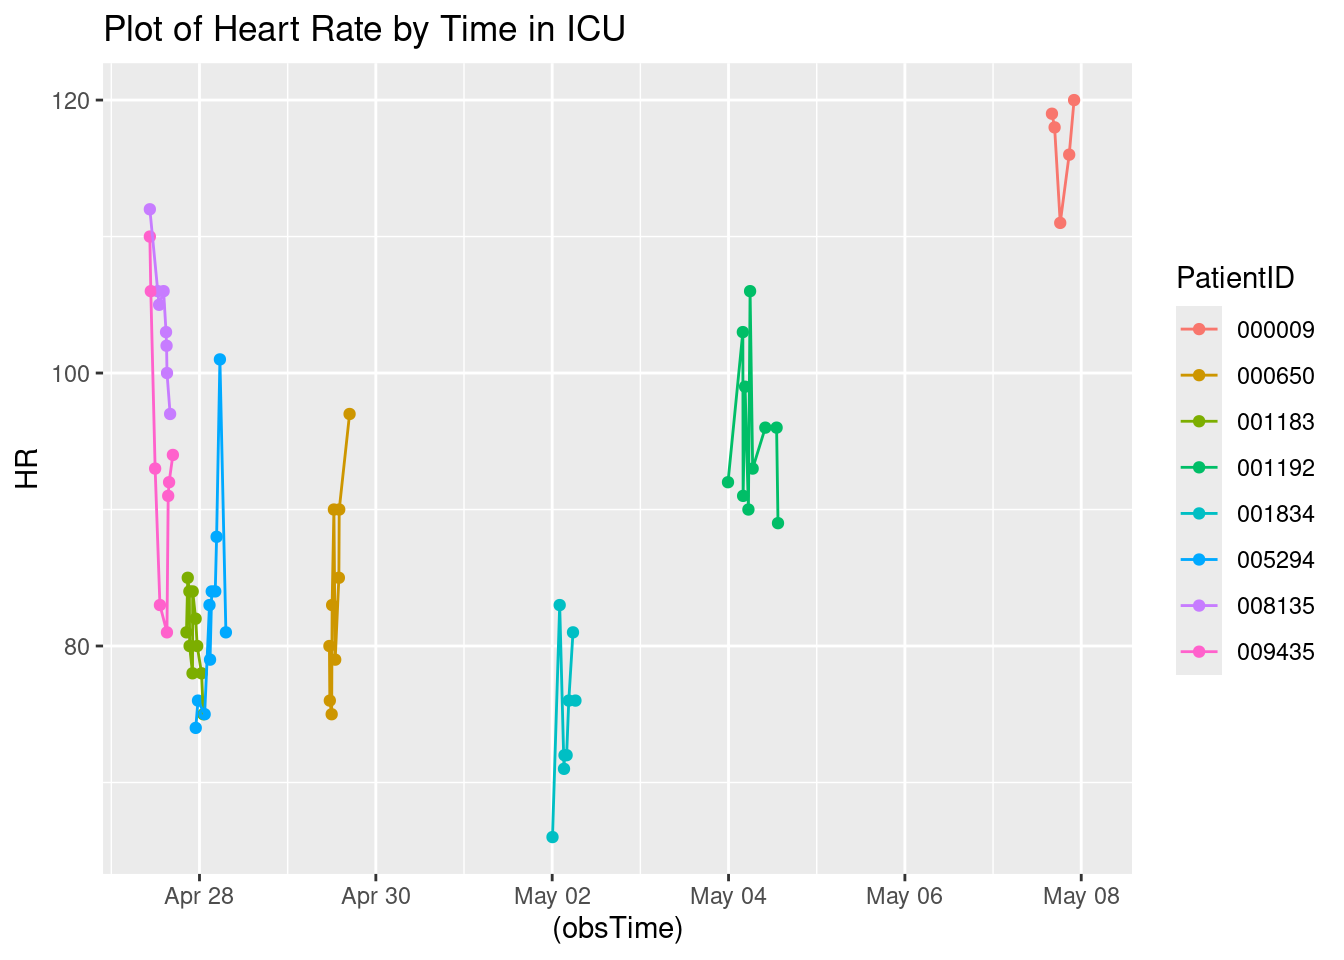 Plot of Heart Rate by Time in ICU
120
100
80
HR
Apr 28
Apr 30
May 02
May 04
May 06
May 08
(obsTime)
PatientID
000009
000650
001183
001192
001834
005294
008135
009435